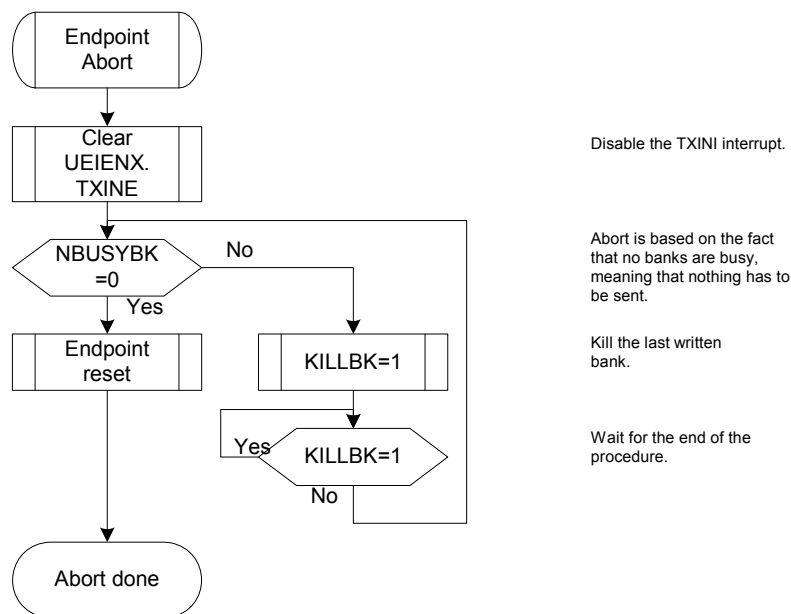 Endpoint
Abort
Clear
UEIENX.
TXINE
Disable the TXINI interrupt.
NBUSYBK
=0
No
Yes
Abort is based on the fact
that no banks are busy,
meaning that nothing has to
be sent.
Endpoint
reset
KILLBK=1
Kill the last written
bank.
Yes
KILLBK=1
No
Wait for the end of the
procedure.
Abort done